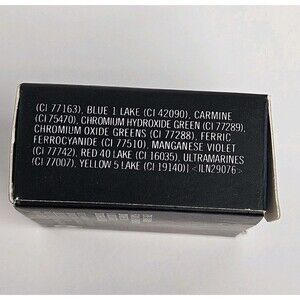 (CI 77163), BLUE 1 LAKE (CI 42090), CARMINE
(CI 75470), CHROMIUM HYDROXIDE GREEN (CI 77289),
CHROMIUM OXIDE GREENS (CI 77288), FERRIC
FERROCYANIDE (CI 77510), MANGANESE VIOLET
(CI 77742), RED 40 LAKE (CI 16035), ULTRAMARINES
(CI 77007), YELLOW 5 LAKE (CI 19140)] <ILN29076>